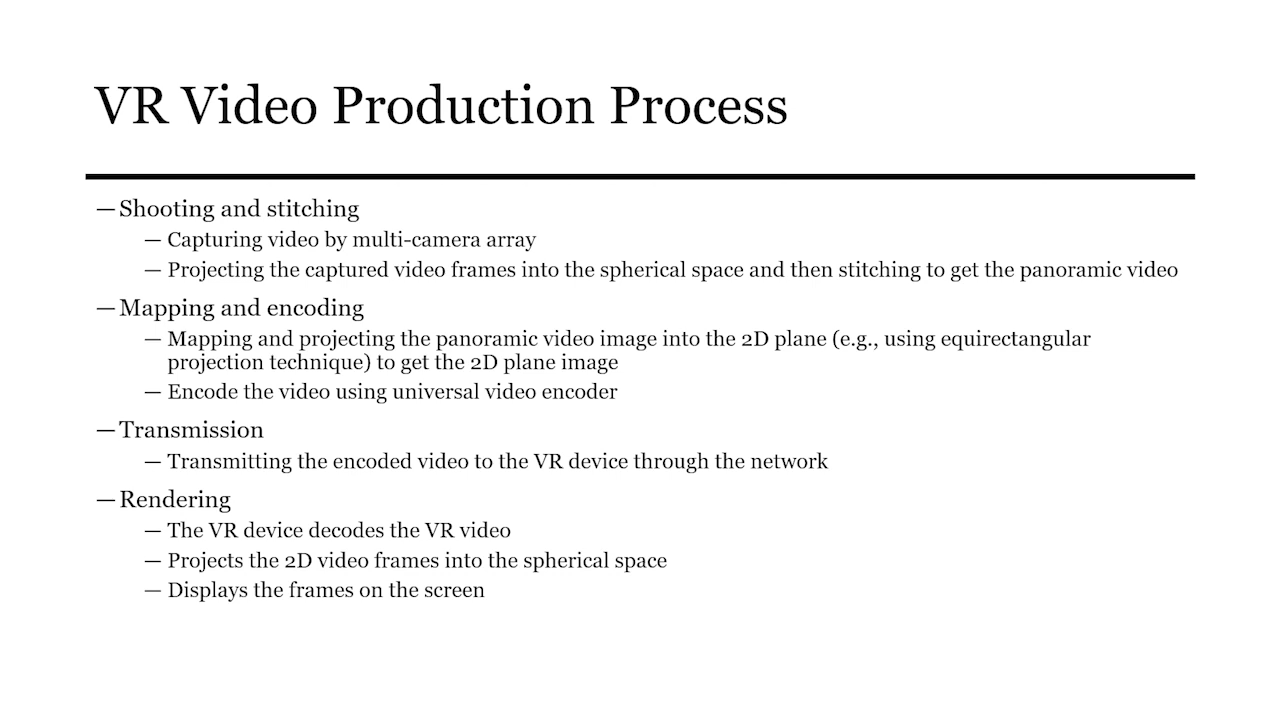 VR Video Production Process
— Shooting and stitching
— Capturing video by multi-camera array
— Projecting the captured video frames into the spherical space and then stitching to get the panoramic video
— Mapping and encoding
— Mapping and projecting the panoramic video image into the 2D plane (e.g., using equirectangular
projection technique) to get the 2D plane image
— Encode the video using universal video encoder
— Transmission
— Transmitting the encoded video to the VR device through the network
— Rendering
— The VR device decodes the VR video
— Projects the 2D video frames into the spherical space
— Displays the frames on the screen